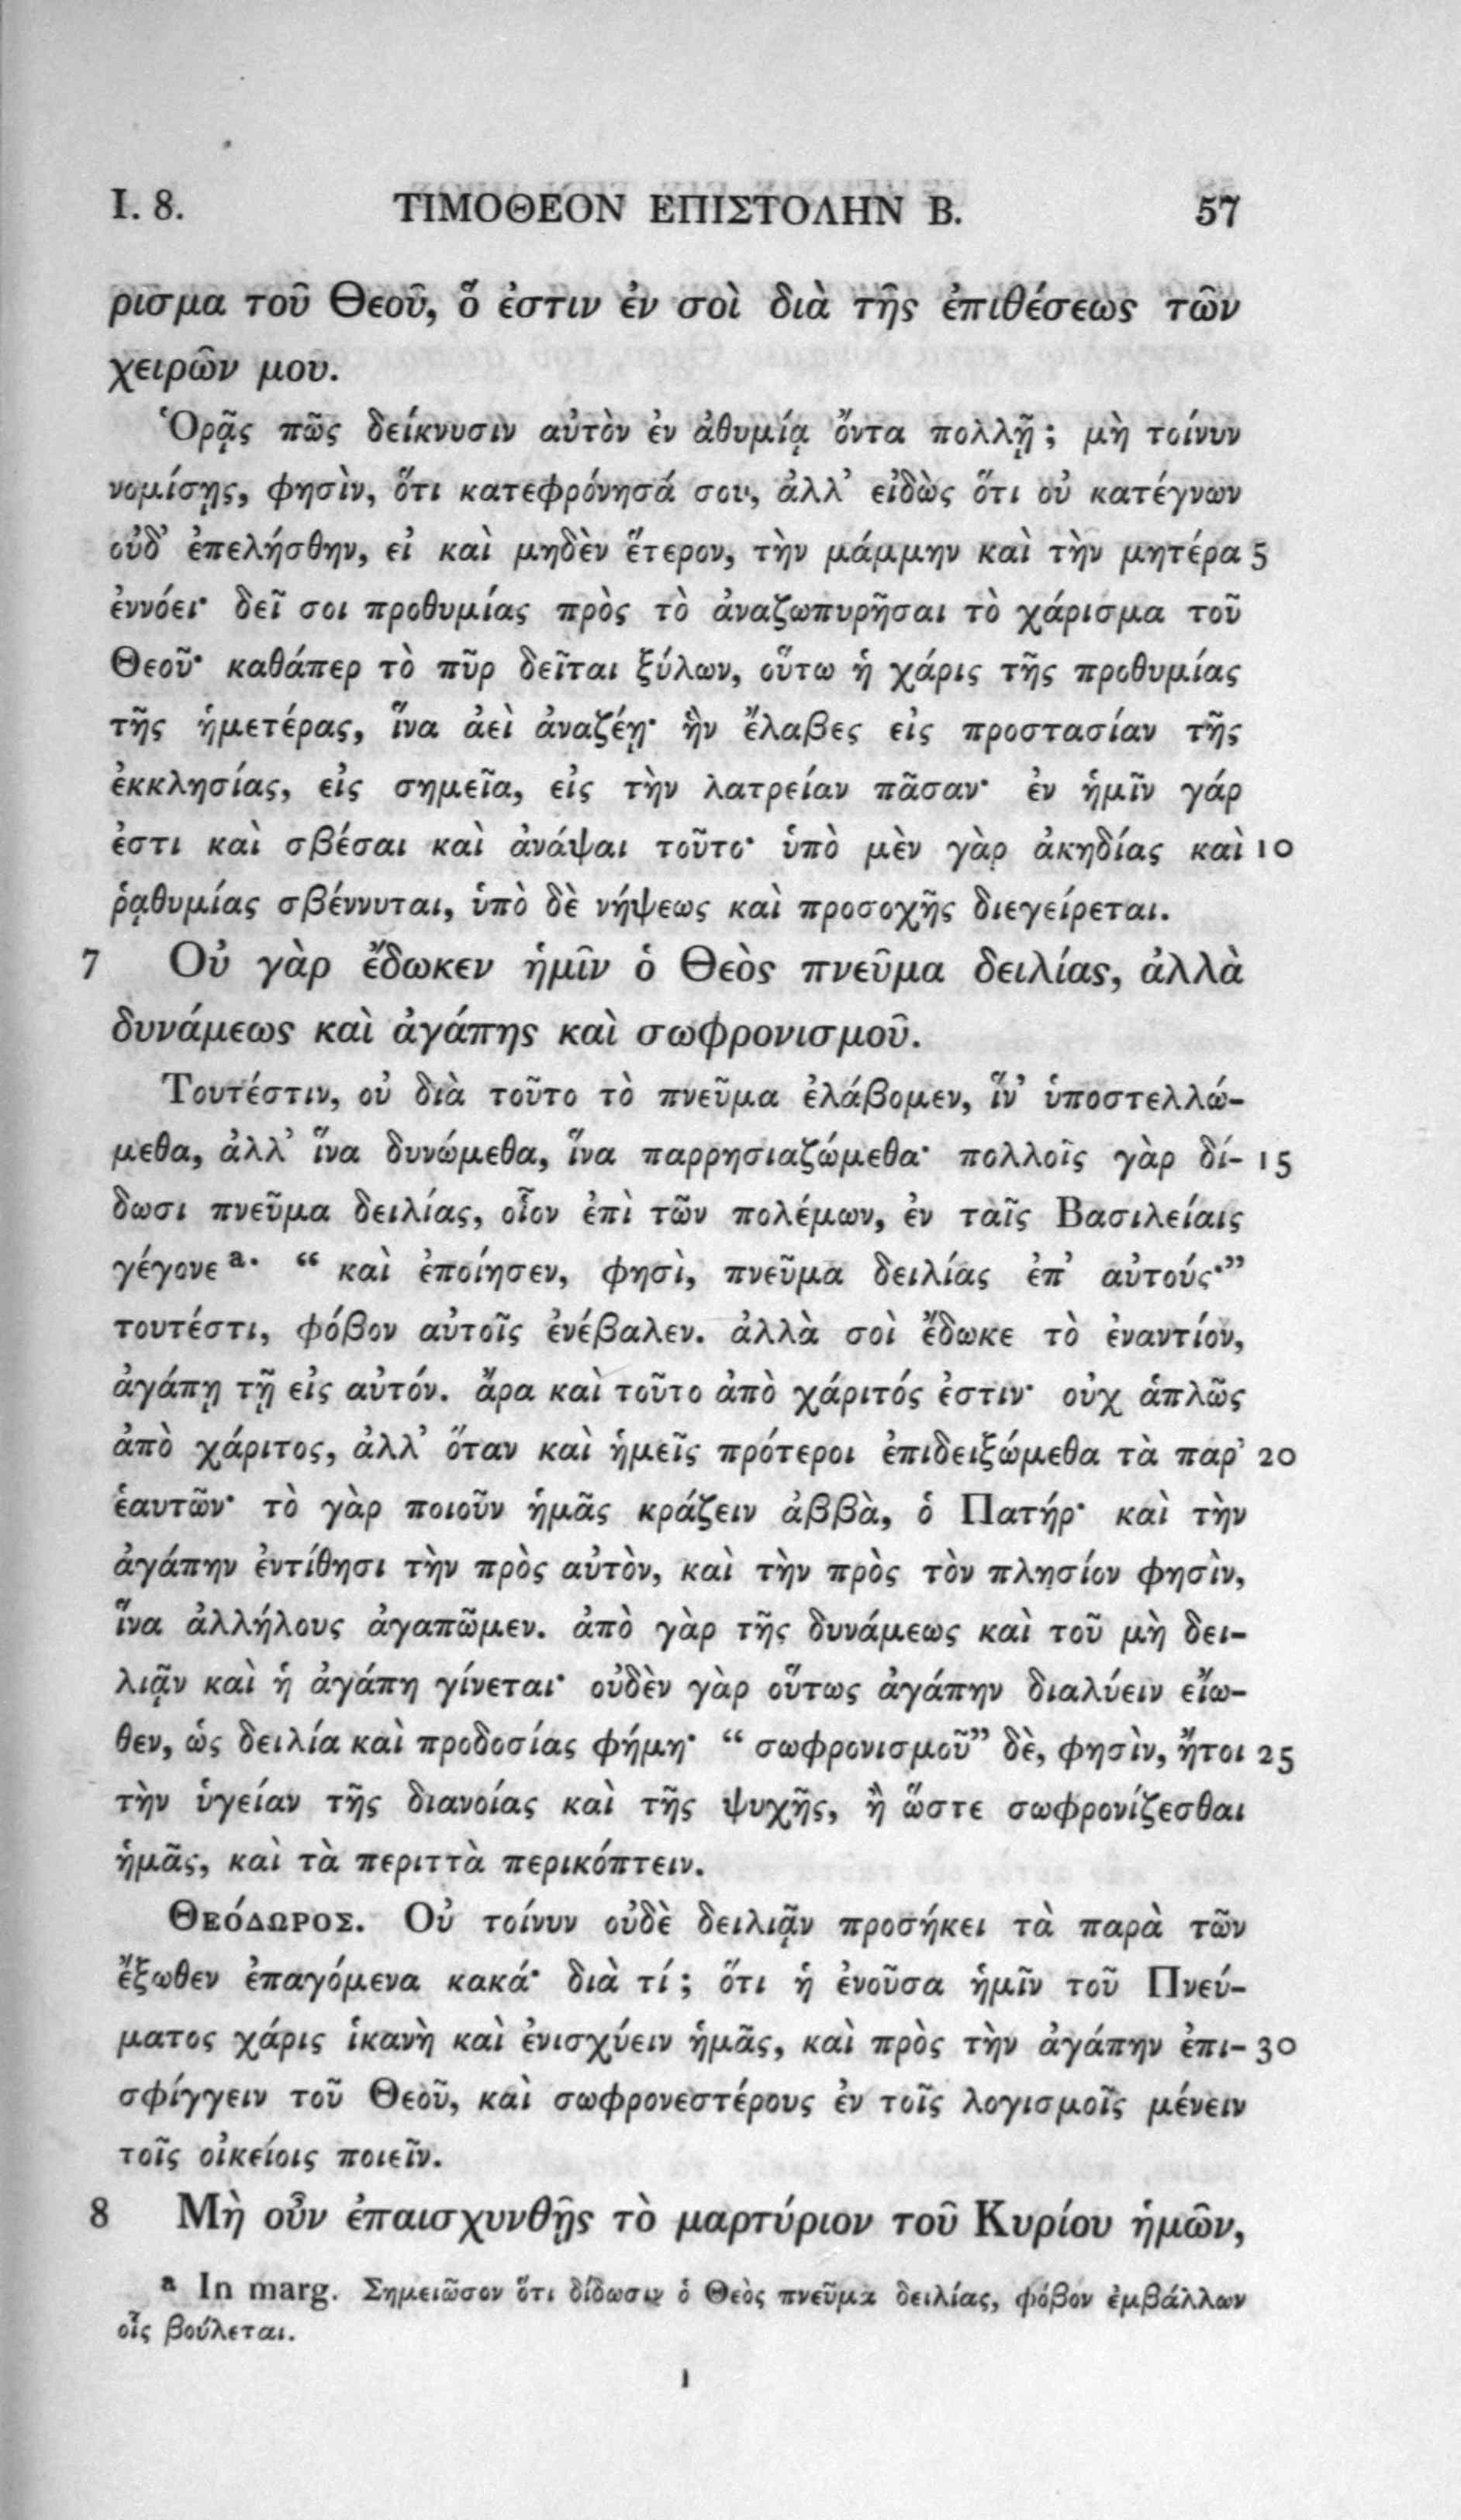 I. 8. ΤΙΜΟΘΕΟΝ ΕΠΙΣΤΟΛΗΝ Β. 57
ρισμα τοῦ Θεοῦ, ὅ ἐστιν ἐν σοὶ διὰ τῆς ἐπιθέσεως τῶν
χειρῶν μου.
Ὁρᾷς πῶς δείκνυσιν αὐτὸν ἐν ἀθυμίᾳ ὄντα πολλῇ; μὴ τοίνυν
νομίσῃς, φησὶν, ὅτι κατεφρόνησά σου, ἀλλ’ εἰδὼς ὅτι οὐ κατέγνων
οὐδ’ ἐπελήσθην, εἰ καὶ μηδὲν ἕτερον, τὴν μάμμην καὶ τὴν μητέρα 5
ἐννόει· δεῖ σοι προθυμίας πρὸς τὸ ἀναζωπυρῆσαι τὸ χάρισμα τοῦ
Θεοῦ· καθάπερ τὸ πῦρ δεῖται ξύλων, οὕτω ἡ χάρις τῆς προθυμίας
τῆς ἡμετέρας, ἵνα ἀεὶ ἀναζέῃ· ἣν ἔλαβες εἰς προστασίαν τῆς
ἐκκλησίας, εἰς σημεῖα, εἰς τὴν λατρείαν πᾶσαν· ἐν ἡμῖν γάρ
ἐστι καὶ σβέσαι καὶ ἀνάψαι τοῦτο· ὑπὸ μὲν γὰρ ἀκηδίας καὶ 10
ῥᾳθυμίας σβέννυται, ὑπὸ δὲ νήψεως καὶ προσοχῆς διεγείρεται.
7 Οὐ γὰρ ἔδωκεν ἡμῖν ὁ Θεὸς πνεῦμα δειλίας, ἀλλὰ
δυνάμεως καὶ ἀγάπης καὶ σωφρονισμοῦ.
Τουτέστιν, οὐ διὰ τοῦτο τὸ πνεῦμα ἐλάβομεν, ἵν’ ὑποστελλώ-
μεθα, ἀλλ’ ἵνα δυνώμεθα, ἵνα παρρησιαζώμεθα· πολλοῖς γὰρ δί- 15
δωσι πνεῦμα δειλίας, οἷον ἐπὶ τῶν πολέμων, ἐν ταῖς Βασιλείαις
γέγονε a· “ καὶ ἐποίησεν, φησὶ, πνεῦμα δειλίας ἐπ’ αὐτούς·”
τουτέστι, φόβον αὐτοῖς ἐνέβαλεν. ἀλλὰ σοὶ ἔδωκε τὸ ἐναντίον,
ἀγάπῃ τῇ εἰς αὐτόν. ἄρα καὶ τοῦτο ἀπὸ χάριτός ἐστιν· οὐχ ἁπλῶς
ἀπὸ χάριτος, ἀλλ’ ὅταν καὶ ἡμεῖς πρότεροι ἐπιδειξώμεθα τὰ παρ’ 20
ἑαυτῶν· τὸ γὰρ ποιοῦν ἡμᾶς κράζειν ἀββὰ, ὁ Πατήρ· καὶ τὴν
ἀγάπην ἐντίθησι τὴν πρὸς αὐτὸν, καὶ τὴν πρὸς τὸν πλησίον φησὶν,
ἵνα ἀλλήλους ἀγαπῶμεν. ἀπὸ γὰρ τῆς δυνάμεως καὶ τοῦ μὴ δει-
λιᾷν καὶ ἡ ἀγάπη γίνεται· οὐδὲν γὰρ οὕτως ἀγάπην διαλύειν εἴω-
θεν, ὡς δειλία καὶ προδοσίας φήμη· “ σωφρονισμοῦ” δὲ, φησὶν, ἤτοι 25
τὴν ὑγείαν τῆς διανοίας καὶ τῆς ψυχῆς, ἢ ὥστε σωφρονίζεσθαι
ἡμᾶς, καὶ τὰ περιττὰ περικόπτειν.
Θεόδωρος. Οὐ τοίνυν οὐδὲ δειλιᾷν προσήκει τὰ παρὰ τῶν
ἔξωθεν ἐπαγόμενα κακά· διὰ τί; ὅτι ἡ ἐνοῦσα ἡμῖν τοῦ Πνεύ-
ματος χάρις ἱκανὴ καὶ ἐνισχύειν ἡμᾶς, καὶ πρὸς τὴν ἀγάπην ἐπι- 30
σφίγγειν τοῦ Θεοῦ, καὶ σωφρονεστέρους ἐν τοῖς λογισμοῖς μένειν
τοῖς οἰκείοις ποιεῖν.
8 Μὴ οὖν ἐπαισχυνθῇς τὸ μαρτύριον τοῦ Κυρίου ἡμῶν,
a In marg. Σημειῶσον ὅτι δίδωσιν ὁ Θεὸς πνεῦμα δειλίας, φόβον ἐμβάλλων
οἷς βούλεται.
I